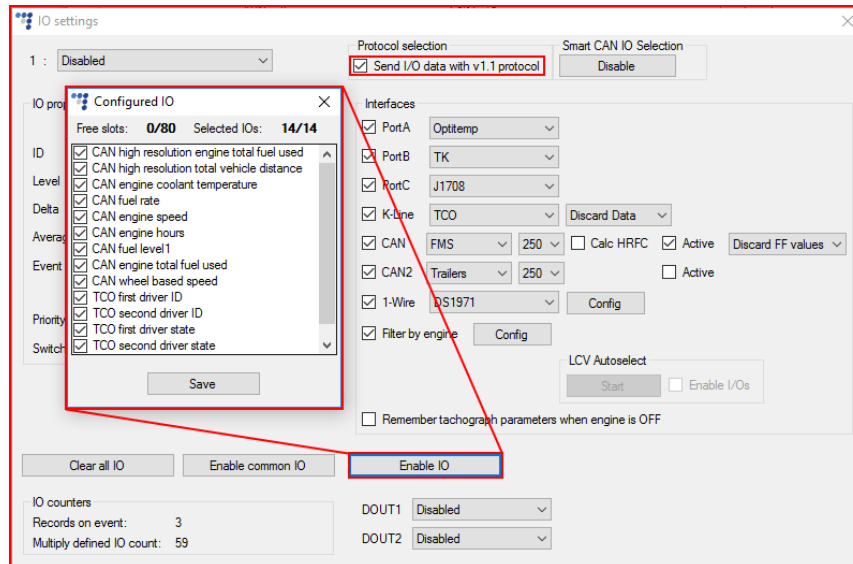 IO settings
1 : Disabled
Protocol selection
Send I/O data with v1.1 protocol
Smart CAN IO Selection
Disable
IO prop
ID
Level
Delta
Averag
Event
Priority
Switch
Configured IO
Free slots: 0/80 Selected IOs: 14/14
CAN high resolution engine total fuel used
CAN high resolution total vehicle distance
CAN engine coolant temperature
CAN fuel rate
CAN engine speed
CAN engine hours
CAN fuel level1
CAN engine total fuel used
CAN wheel based speed
TCO first driver ID
TCO second driver ID
TCO first driver state
TCO second driver state
Save
Interfaces
PortA Optitemp
PortB TK
PortC J1708
K-Line TCO Discard Data
CAN FMS 250 Calc HRFC Active Discard FF values
CAN2 Trailers 250 Active
1-Wire DS1971 Config
Filter by engine Config
LCV Autoselect
Start Enable I/Os
Remember tachograph parameters when engine is OFF
Clear all IO Enable common IO Enable IO
IO counters
Records on event: 3
Multiply defined IO count: 59
DOUT1 Disabled
DOUT2 Disabled